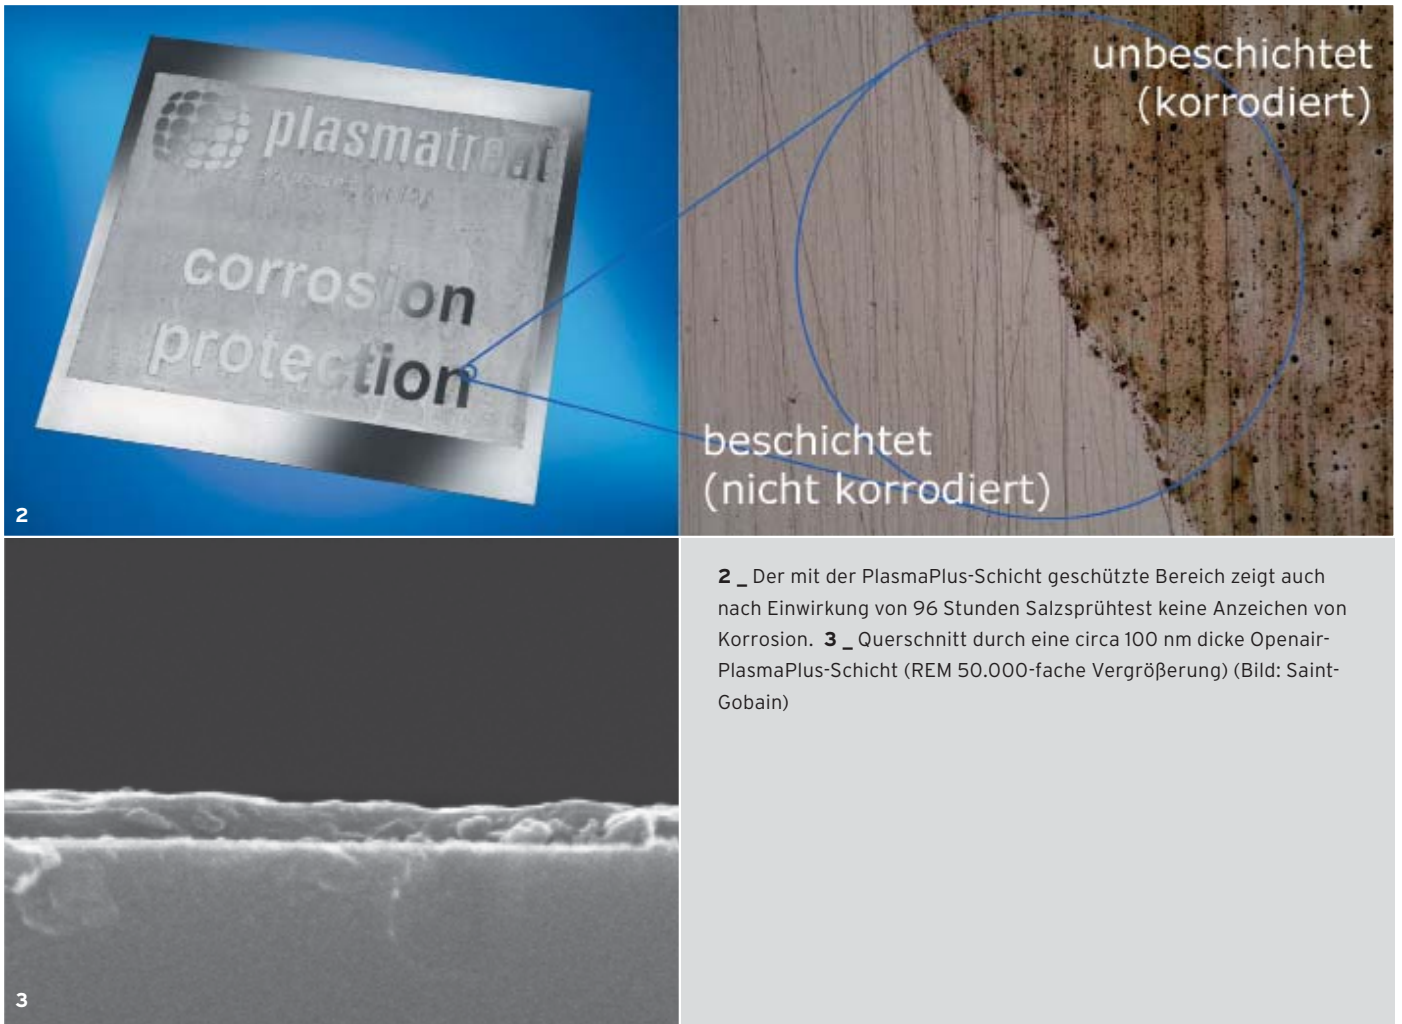 plasmatreat
corrosion
protection
unbeschichtet
(korrodiert)
beschichtet
(nicht korrodiert)
2
2 _ Der mit der PlasmaPlus-Schicht geschützte Bereich zeigt auch
nach Einwirkung von 96 Stunden Salzsprühtest keine Anzeichen von
Korrosion. 3 _ Querschnitt durch eine circa 100 nm dicke Openair-
PlasmaPlus-Schicht (REM 50.000-fache Vergrößerung) (Bild: Saint-
Gobain)
3